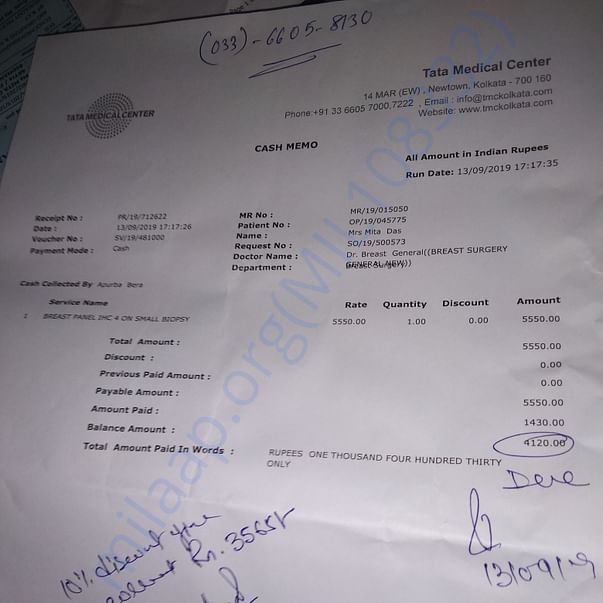 (033)-6605-8130
Tata Medical Center
14 MAR (EW) , Newtown, Kolkata - 700 160
Phone:+91 33 6605 7000,7222 , Email : info@tmckolkata.com
Website: www.tmckolkata.com
TATA MEDICAL CENTER
CASH MEMO
All Amount in Indian Rupees
Run Date: 13/09/2019 17:17:35
Receipt No : PR/19/712622
Date : 13/09/2019 17:17:26
Voucher No : SV/19/481000
Payment Mode : Cash
MR No : MR/19/015050
Patient No : OP/19/045775
Name : Mrs Mita Das
Request No : SO/19/500573
Doctor Name : Dr. Breast General((BREAST SURGERY
GENERAL NEW))
Department : Breast Surgery
Cash Collected By Apurba Bera
Service Name Rate Quantity Discount Amount
1 BREAST PANEL IHC 4 ON SMALL BIOPSY 5550.00 1.00 0.00 5550.00
Total Amount : 5550.00
Discount : 0.00
Previous Paid Amount : 0.00
Payable Amount : 5550.00
Amount Paid : 1430.00
Balance Amount : 4120.00
Total Amount Paid In Words : RUPEES ONE THOUSAND FOUR HUNDRED THIRTY
ONLY
10% discount
Rs. 3565/-
13/09/19
milaap.org